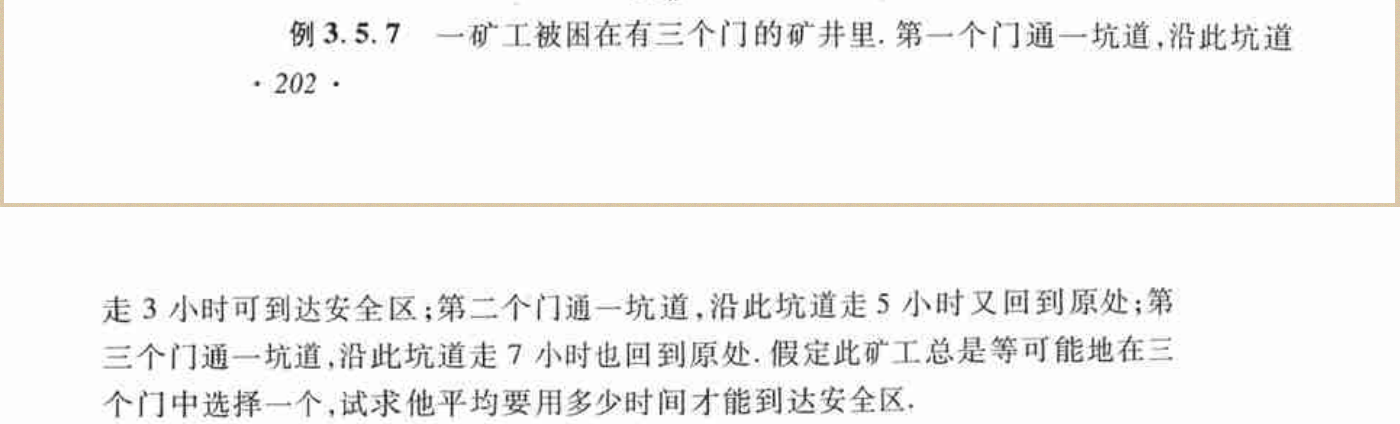 例 3.5.7 一矿工被困在有三个门的矿井里. 第一个门通一坑道,沿此坑道
· 202 ·
走 3 小时可到达安全区;第二个门通一坑道,沿此坑道走 5 小时又回到原处;第
三个门通一坑道,沿此坑道走 7 小时也回到原处. 假定此矿工总是等可能地在三
个门中选择一个,试求他平均要用多少时间才能到达安全区.